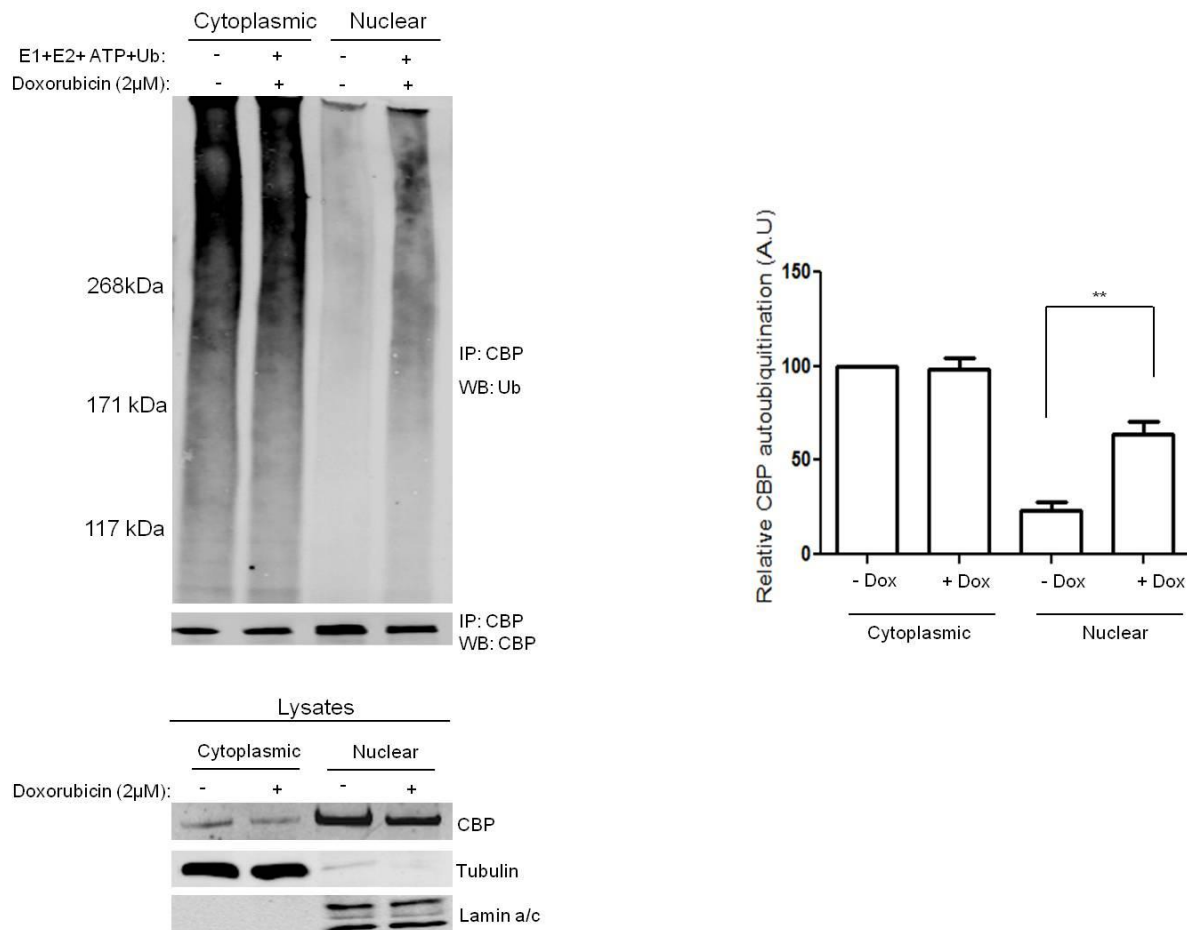 Cytoplasmic Nuclear
E1+E2+ ATP+Ub: - + - +
Doxorubicin (2µM): - + - +
268kDa
171 kDa
117 kDa
IP: CBP
WB: Ub
IP: CBP
WB: CBP
Lysates
Cytoplasmic Nuclear
Doxorubicin (2µM): - + - +
CBP
Tubulin
Lamin a/c
Relative CBP autoubiquitination (A.U)
150
100
50
0
**
- Dox + Dox - Dox + Dox
Cytoplasmic Nuclear